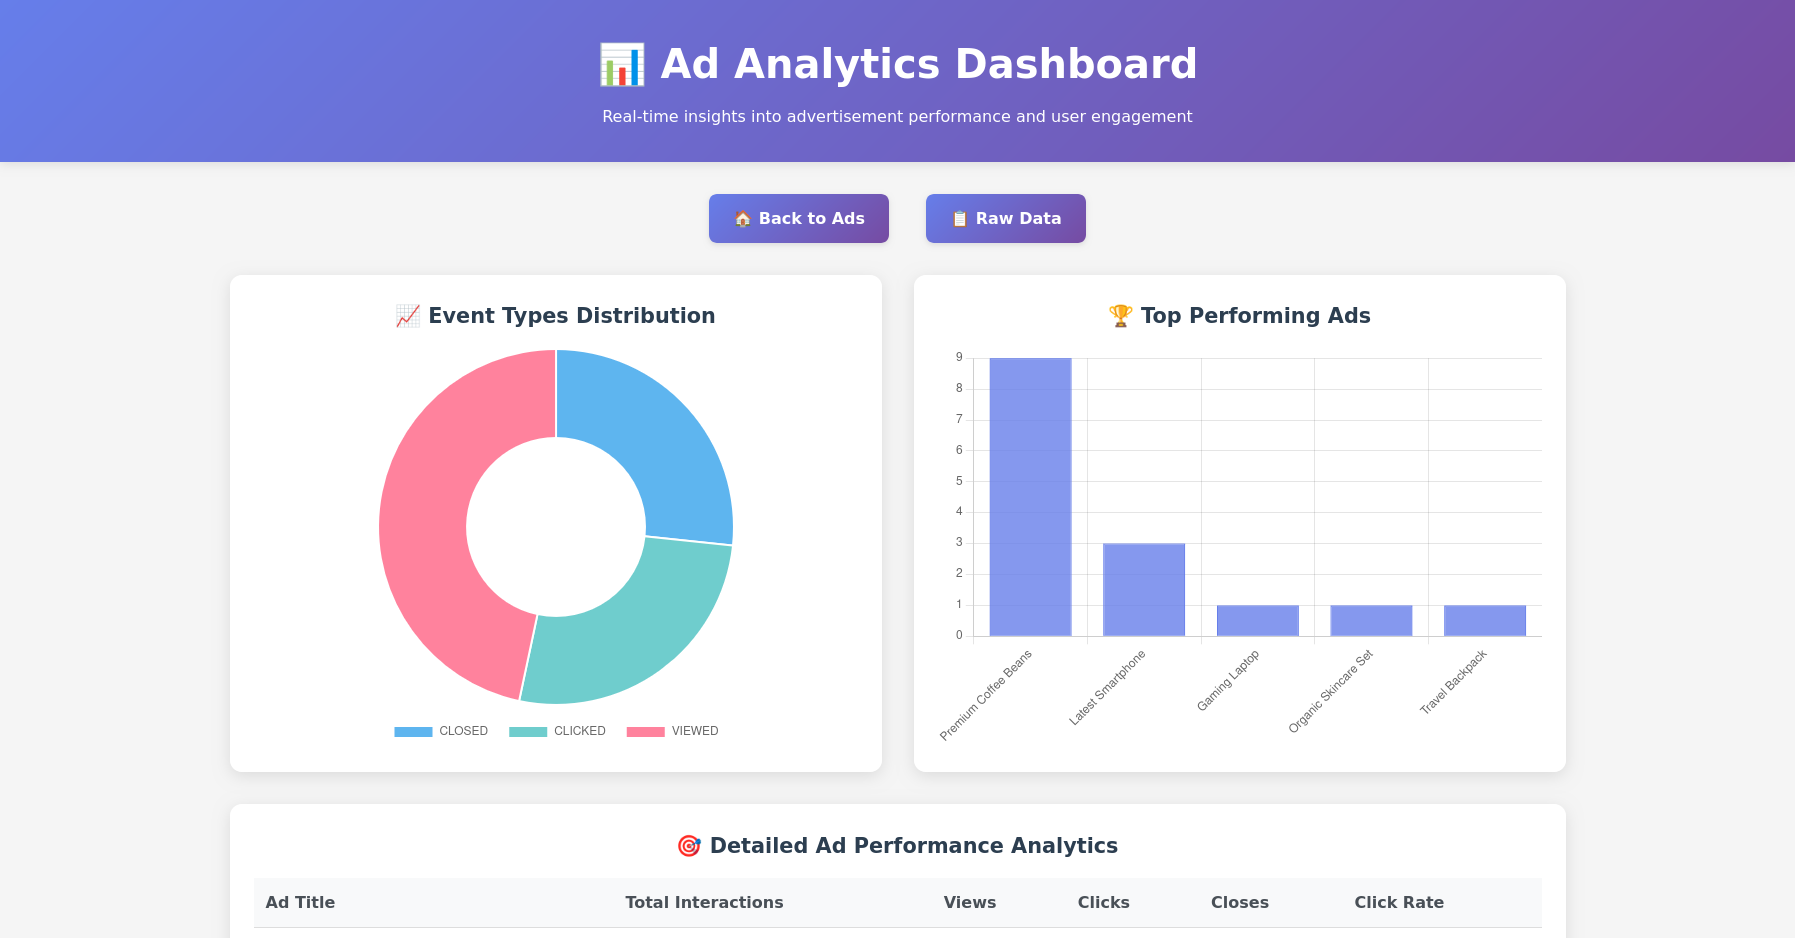 📊 Ad Analytics Dashboard
Real-time insights into advertisement performance and user engagement
🏠 Back to Ads
📋 Raw Data
📈 Event Types Distribution
CLOSED CLICKED VIEWED
🏆 Top Performing Ads
9
8
7
6
5
4
3
2
1
0
Premium Coffee Beans
Latest Smartphone
Gaming Laptop
Organic Skincare Set
Travel Backpack
🎯 Detailed Ad Performance Analytics
Ad Title Total Interactions Views Clicks Closes Click Rate